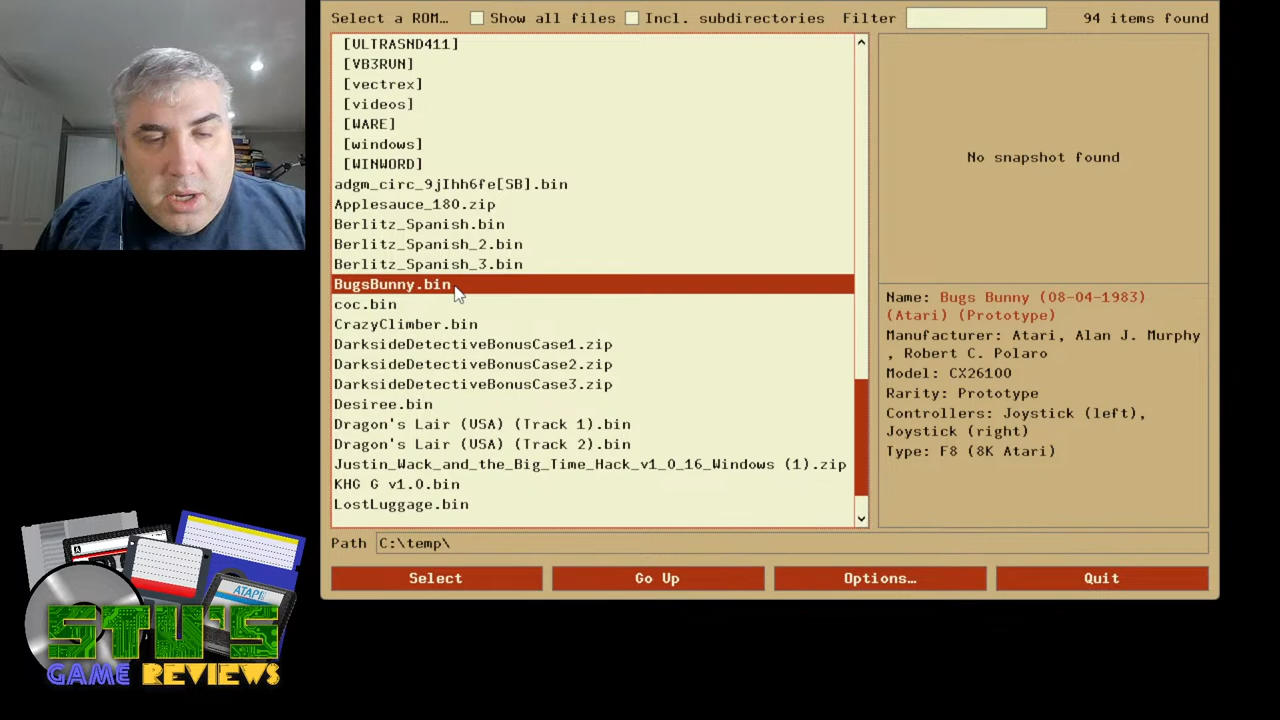 Select a ROM… Show all files Incl. subdirectories Filter 94 items found
[ULTRASND411]
[VB3RUN]
[vectrex]
[videos]
[WARE]
[windows]
[WINWORD]
adgm_circ_9jIhh6fe[SB].bin
Applesauce_180.zip
Berlitz_Spanish.bin
Berlitz_Spanish_2.bin
Berlitz_Spanish_3.bin
BugsBunny.bin
coc.bin
CrazyClimber.bin
DarksideDetectiveBonusCase1.zip
DarksideDetectiveBonusCase2.zip
DarksideDetectiveBonusCase3.zip
Desiree.bin
Dragon's Lair (USA) (Track 1).bin
Dragon's Lair (USA) (Track 2).bin
Justin_Wack_and_the_Big_Time_Hack_v1_0_16_Windows (1).zip
KHG G v1.0.bin
LostLuggage.bin
No snapshot found
Name: Bugs Bunny (08-04-1983)
(Atari) (Prototype)
Manufacturer: Atari, Alan J. Murphy
, Robert C. Polaro
Model: CX26100
Rarity: Prototype
Controllers: Joystick (left),
Joystick (right)
Type: F8 (8K Atari)
Path C:\temp\
Select Go Up Options… Quit
A
ATARI
STU'S
GAME REVIEWS